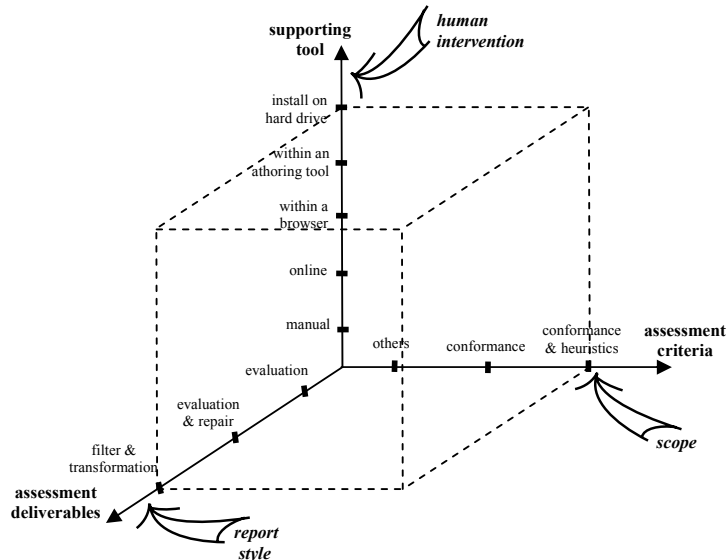 supporting
tool
human
intervention
install on
hard drive
within an
athoring tool
within a
browser
online
manual
others
conformance
conformance
& heuristics
assessment
criteria
evaluation
evaluation
& repair
filter &
transformation
assessment
deliverables
scope
report
style